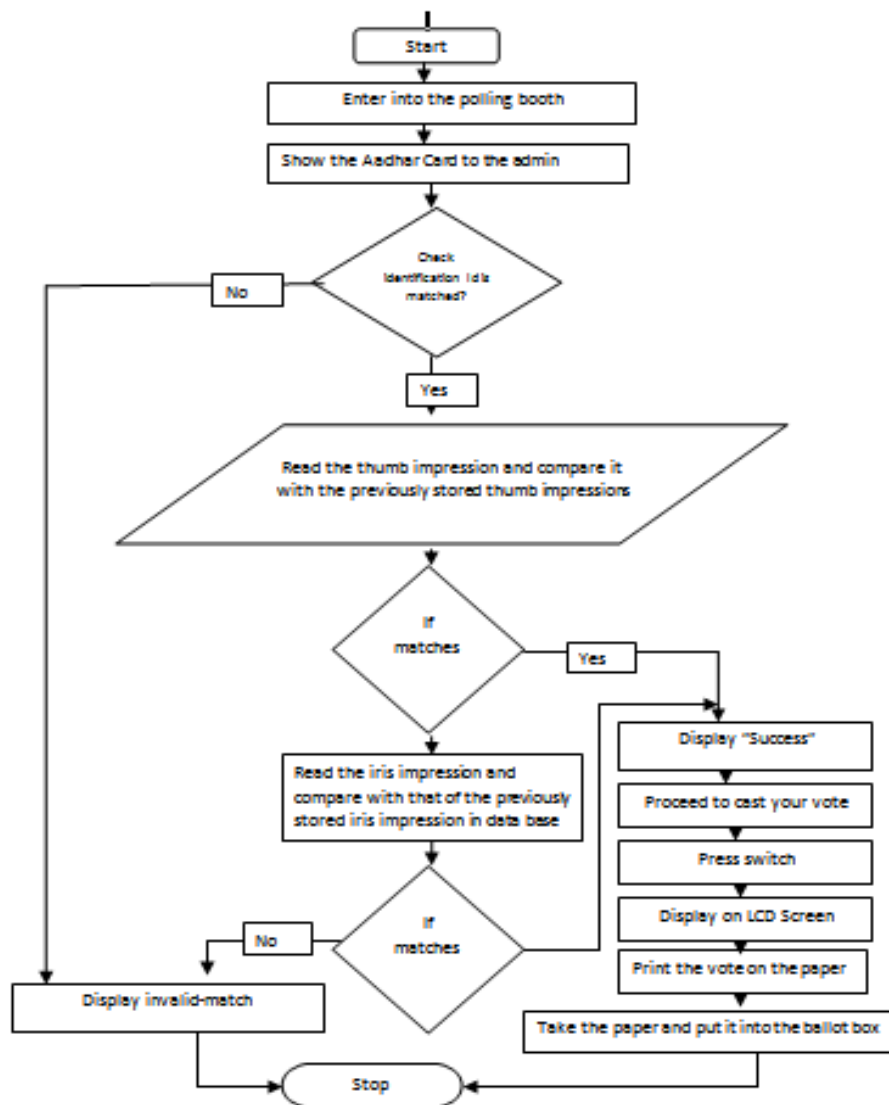 Start
Enter into the polling booth
Show the Aadhar Card to the admin
Check
Identification Id is
matched?
No
Yes
Read the thumb impression and compare it
with the previously stored thumb impressions
If
matches
Yes
Display “Success”
Read the iris impression and
compare with that of the previously
stored iris impression in data base
Proceed to cast your vote
Press switch
If
matches
Display on LCD Screen
No
Print the vote on the paper
Display invalid-match
Take the paper and put it into the ballot box
Stop